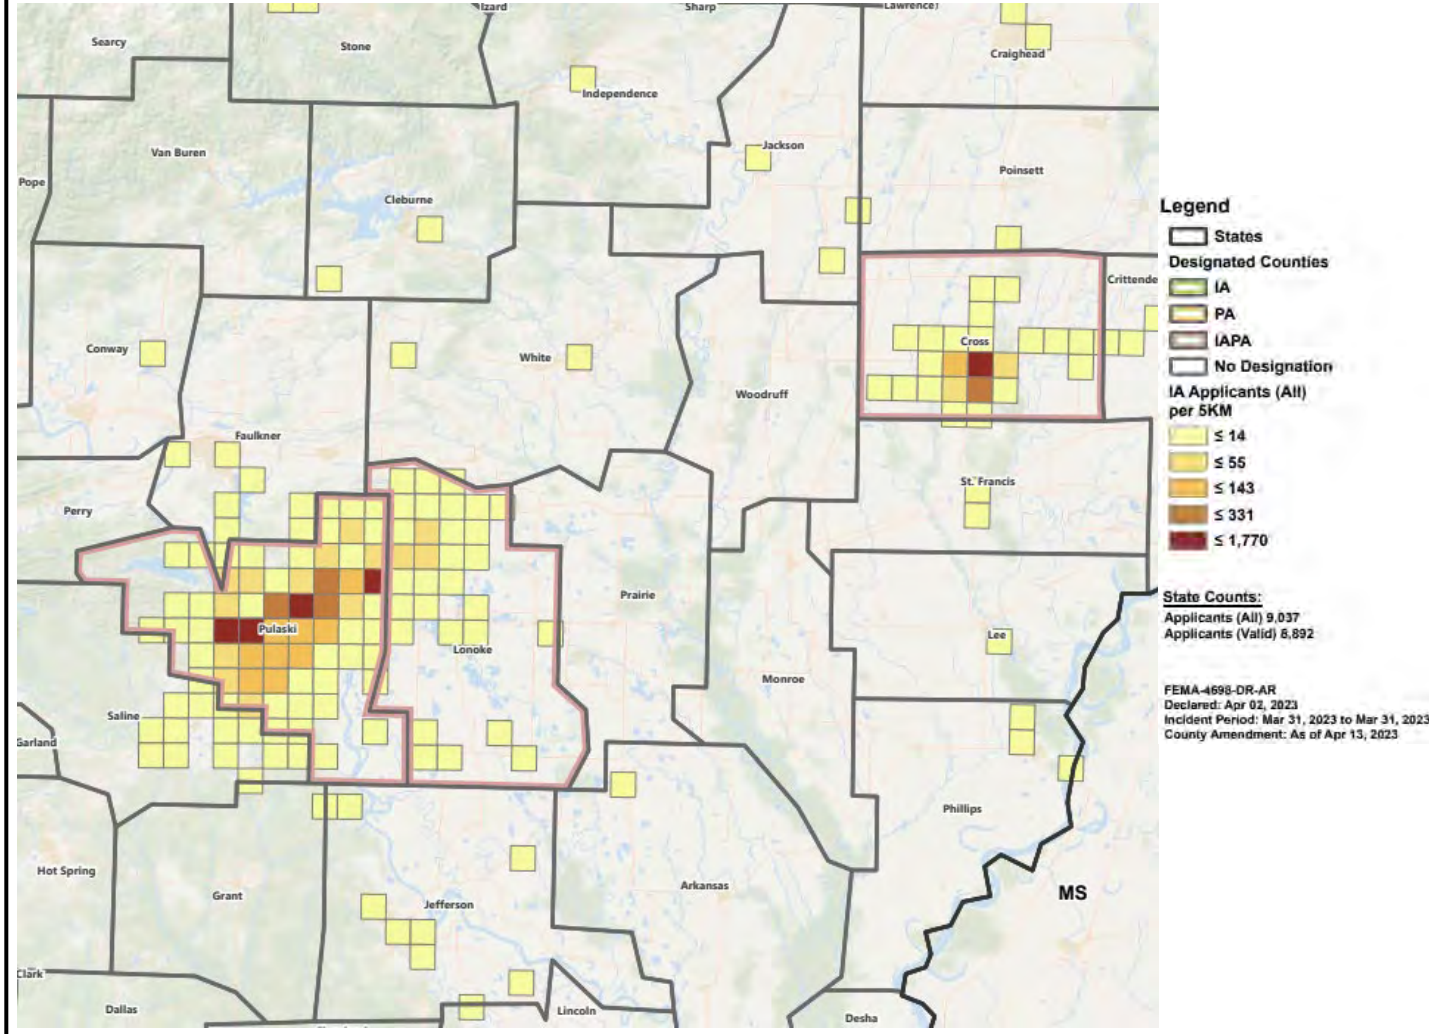 Izard
Sharp
Lawrence)
Searcy
Stone
Craighead
Independence
Jackson
Van Buren
Poinsett
Pope
Cleburne
Crittende
Conway
White
Cross
Woodruff
Faulkner
St. Francis
Perry
Prairie
Pulaski
Lee
Lonoke
Monroe
Saline
Garland
Phillips
Hot Spring
Grant
Arkansas
MS
Jefferson
Clark
Dallas
Lincoln
Desha
Legend
States
Designated Counties
IA
PA
IAPA
No Designation
IA Applicants (All)
per 5KM
≤ 14
≤ 55
≤ 143
≤ 331
≤ 1,770
State Counts:
Applicants (All) 9,037
Applicants (Valid) 8,892
FEMA-4698-DR-AR
Declared: Apr 02, 2023
Incident Period: Mar 31, 2023 to Mar 31, 2023
County Amendment: As of Apr 13, 2023